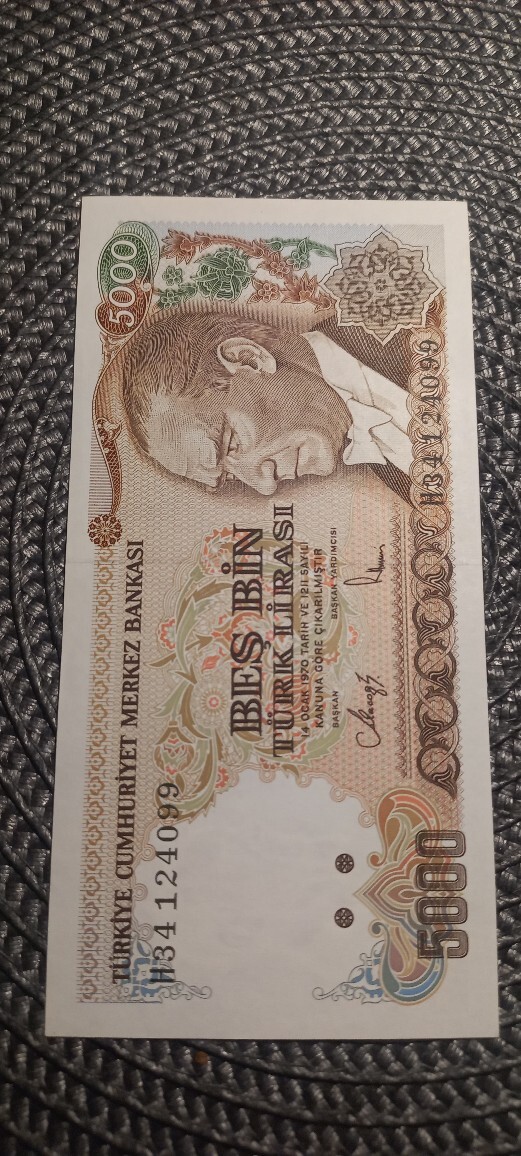 TÜRKİYE CUMHURİYET MERKEZ BANKASI
5000
H34 124099
BEŞ BİN
TÜRK LİRASI
14 OCAK 1970 TARİH VE 1211 SAYILI
KANUNA GÖRE ÇIKARILMIŞTIR
BAŞKAN
BAŞKAN YARDIMCISI
5000
H34 124099